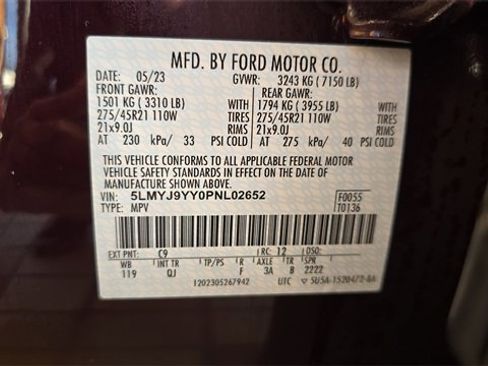 MFD. BY FORD MOTOR CO.
DATE: 05/23 GVWR: 3243 KG ( 7150 LB)
FRONT GAWR: REAR GAWR:
1501 KG ( 3310 LB) WITH 1794 KG ( 3955 LB) WITH
275/45R21 110W TIRES 275/45R21 110W TIRES
21x9.0J RIMS 21x9.0J RIMS
AT 230 kPa/ 33 PSI COLD AT 275 kPa/ 40 PSI COLD
THIS VEHICLE CONFORMS TO ALL APPLICABLE FEDERAL MOTOR
VEHICLE SAFETY STANDARDS IN EFFECT ON THE DATE OF
MANUFACTURE SHOWN ABOVE.
VIN: 5LMYJ9YY0PNL02652 F0055
TYPE: MPV T0136
EXT PNT: C9 RC: 12 DSO:
WB INT TR TP/PS R AXLE TR SPR
119 QJ F 3A B 2222
1202305267942 UTC